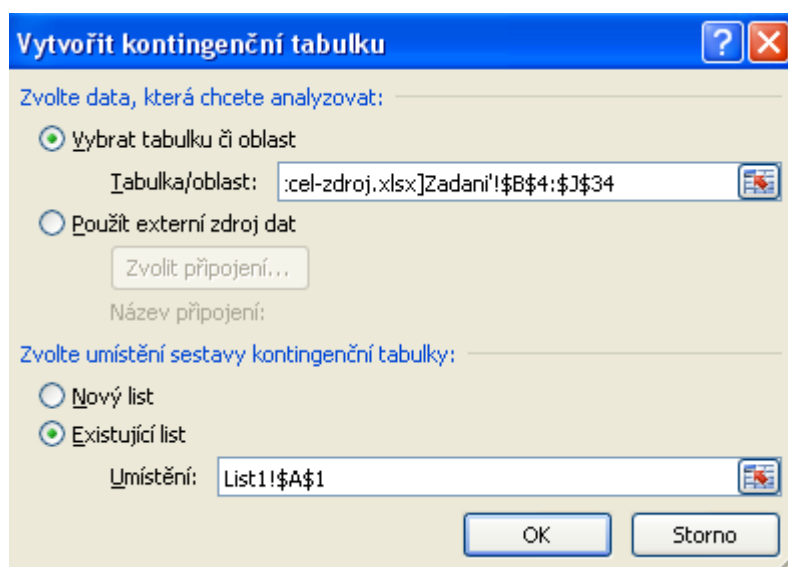 Vytvořit kontingenční tabulku
Zvolte data, která chcete analyzovat:
Vybrat tabulku či oblast
Tabulka/oblast: :cel-zdroj.xlsx]Zadani'!$B$4:$J$34
Použít externí zdroj dat
Zvolit připojení...
Název připojení:
Zvolte umístění sestavy kontingenční tabulky:
Nový list
Existující list
Umístění: List1!$A$1
OK Storno